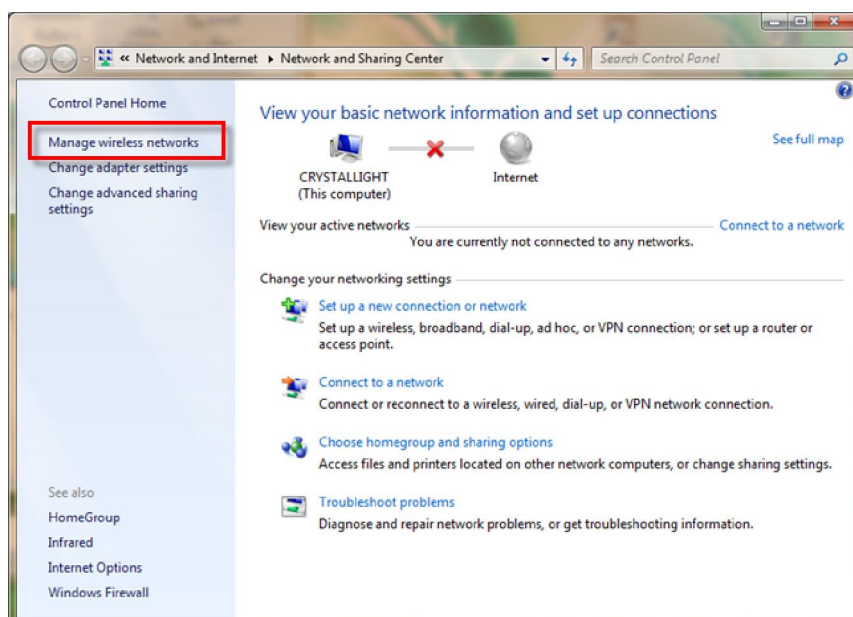 « Network and Internet ▸ Network and Sharing Center
Search Control Panel
Control Panel Home
Manage wireless networks
Change adapter settings
Change advanced sharing
settings
See also
HomeGroup
Infrared
Internet Options
Windows Firewall
View your basic network information and set up connections
See full map
CRYSTALLIGHT
(This computer)
Internet
View your active networks
Connect to a network
You are currently not connected to any networks.
Change your networking settings
Set up a new connection or network
Set up a wireless, broadband, dial-up, ad hoc, or VPN connection; or set up a router or
access point.
Connect to a network
Connect or reconnect to a wireless, wired, dial-up, or VPN network connection.
Choose homegroup and sharing options
Access files and printers located on other network computers, or change sharing settings.
Troubleshoot problems
Diagnose and repair network problems, or get troubleshooting information.